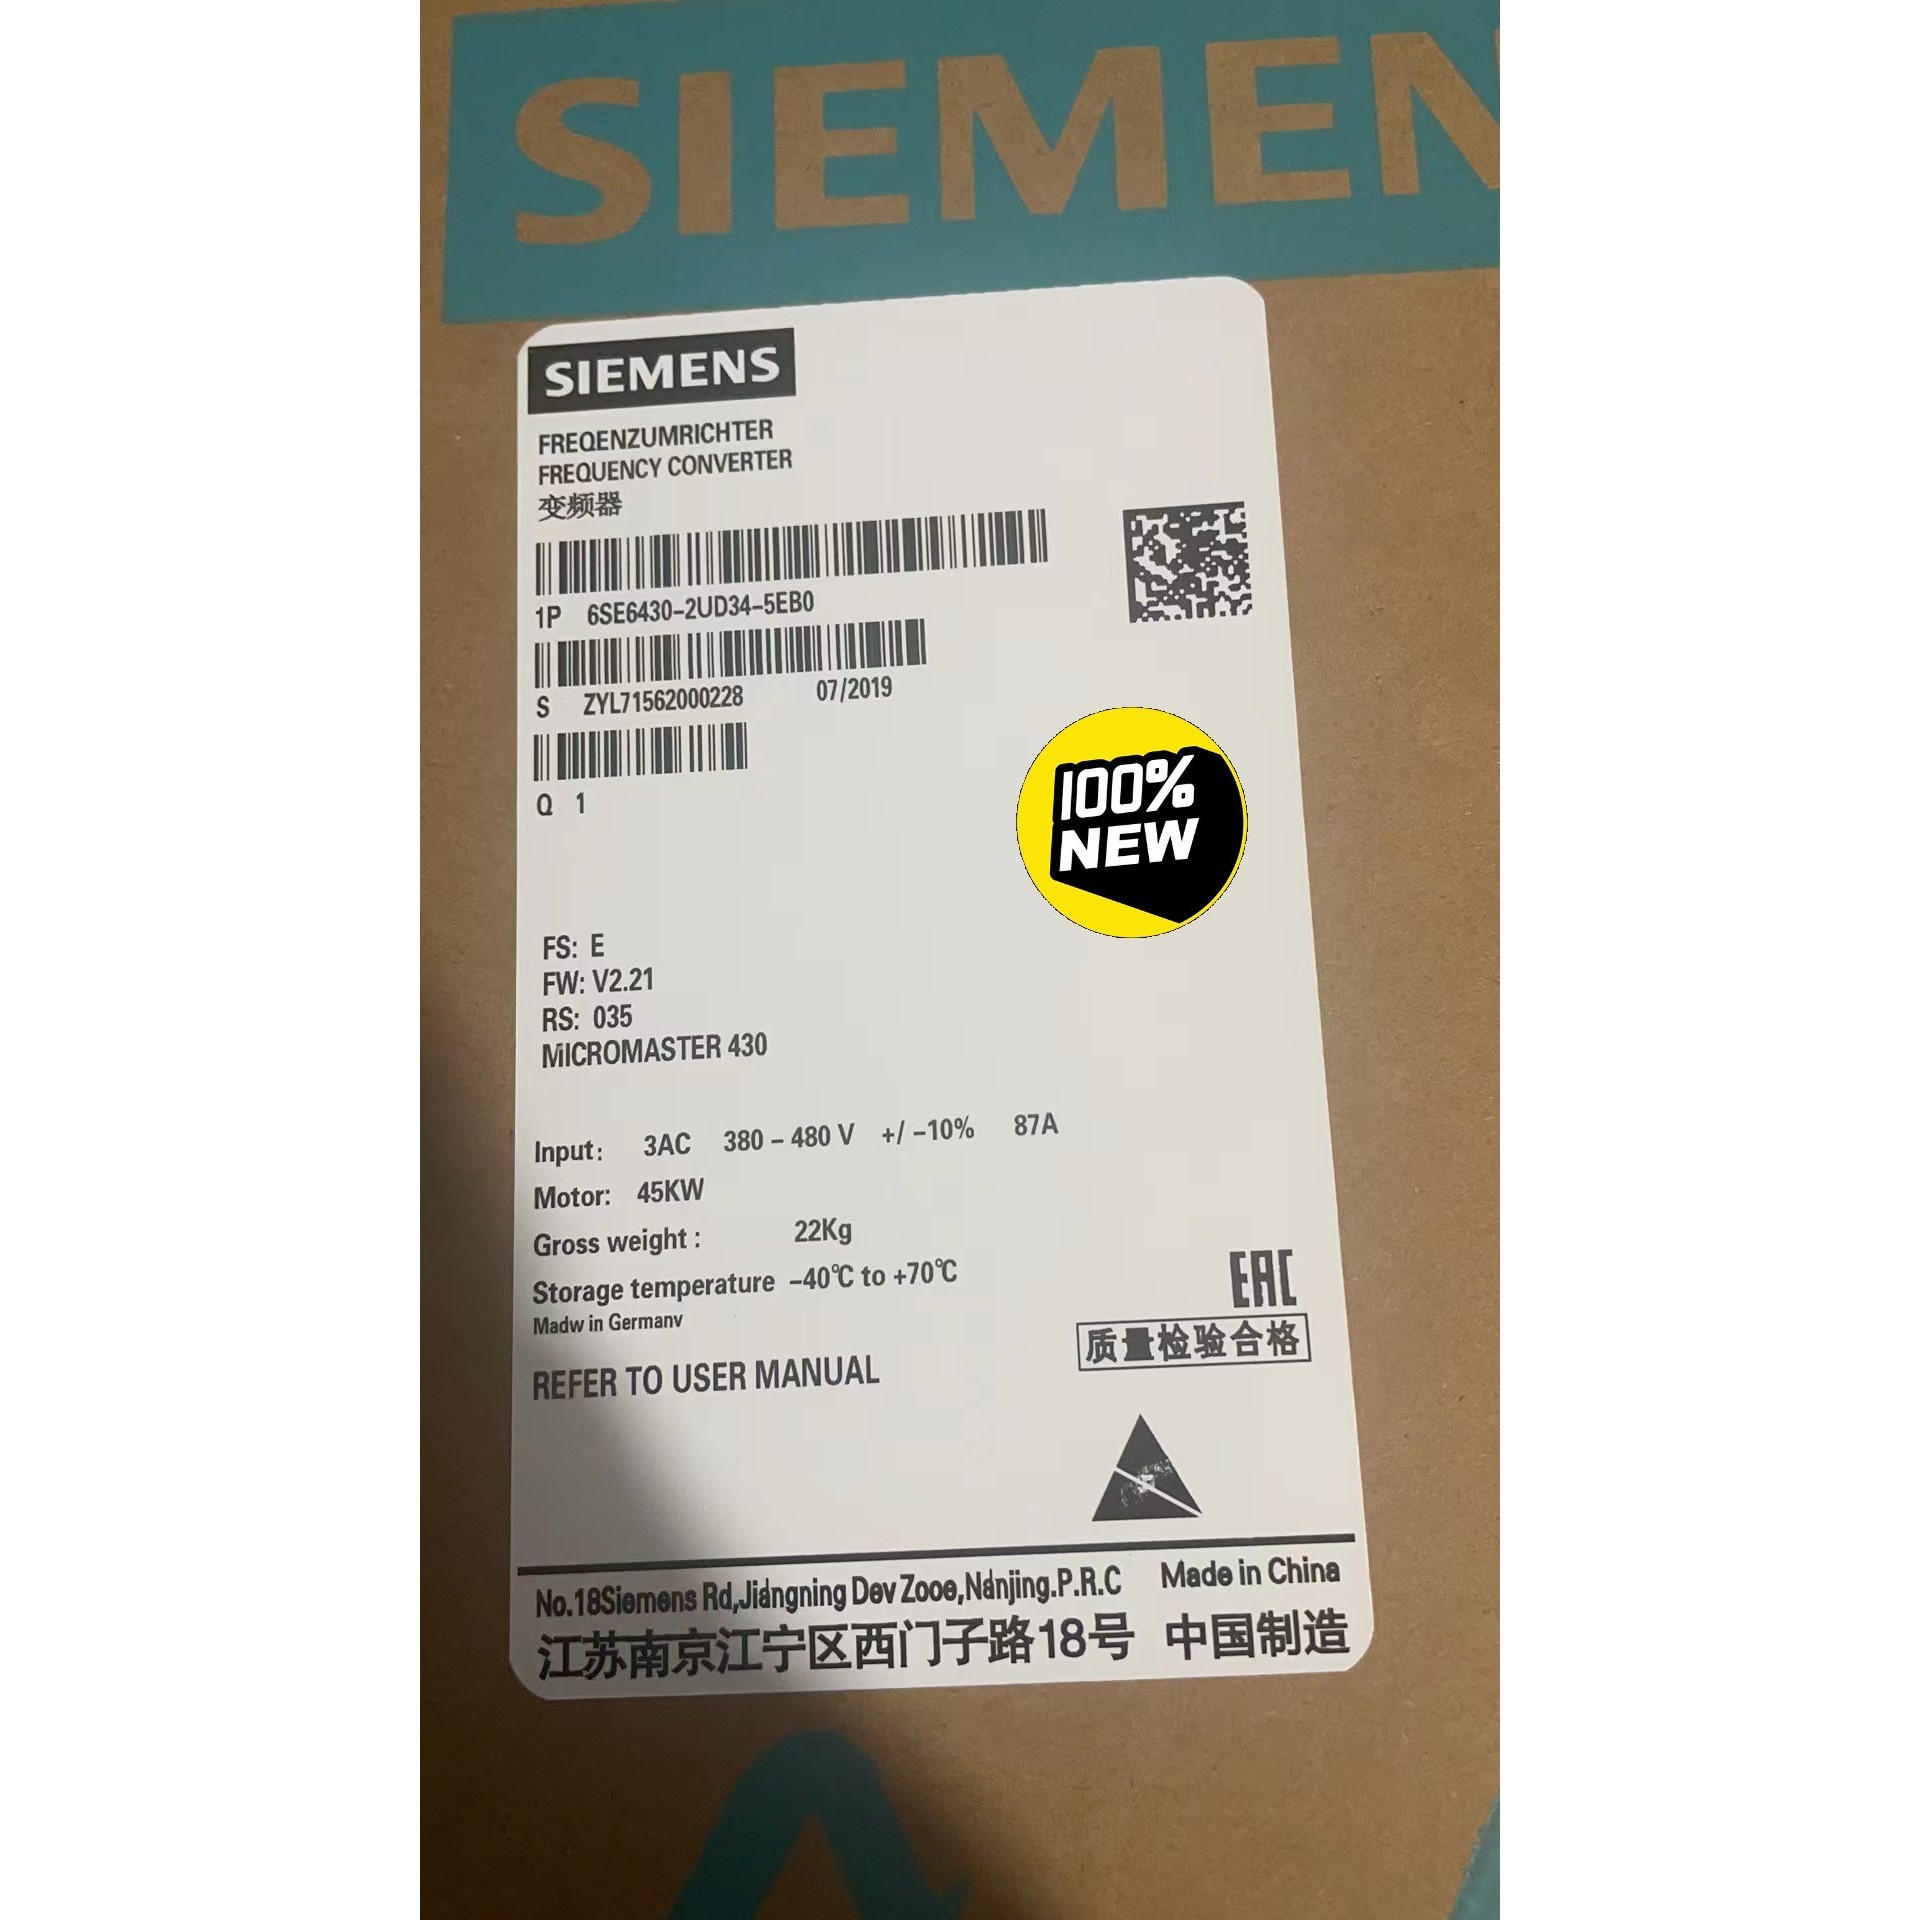 SIEMEN
SIEMENS
FREQENZUMRICHTER
FREQUENCY CONVERTER
变频器
1P 6SE6430-2UD34-5EB0
S ZYL71562000228 07/2019
Q 1
100%
NEW
FS: E
FW: V2.21
RS: 035
MICROMASTER 430
Input: 3AC 380 - 480 V +/ -10% 87A
Motor: 45KW
Gross weight : 22Kg
Storage temperature -40℃ to +70℃
Madw in Germanv
EAC
质量检验合格
REFER TO USER MANUAL
No.18Siemens Rd,Jiangning Dev Zooe,Nanjing.P.R.C Made in China
江苏南京江宁区西门子路18号 中国制造